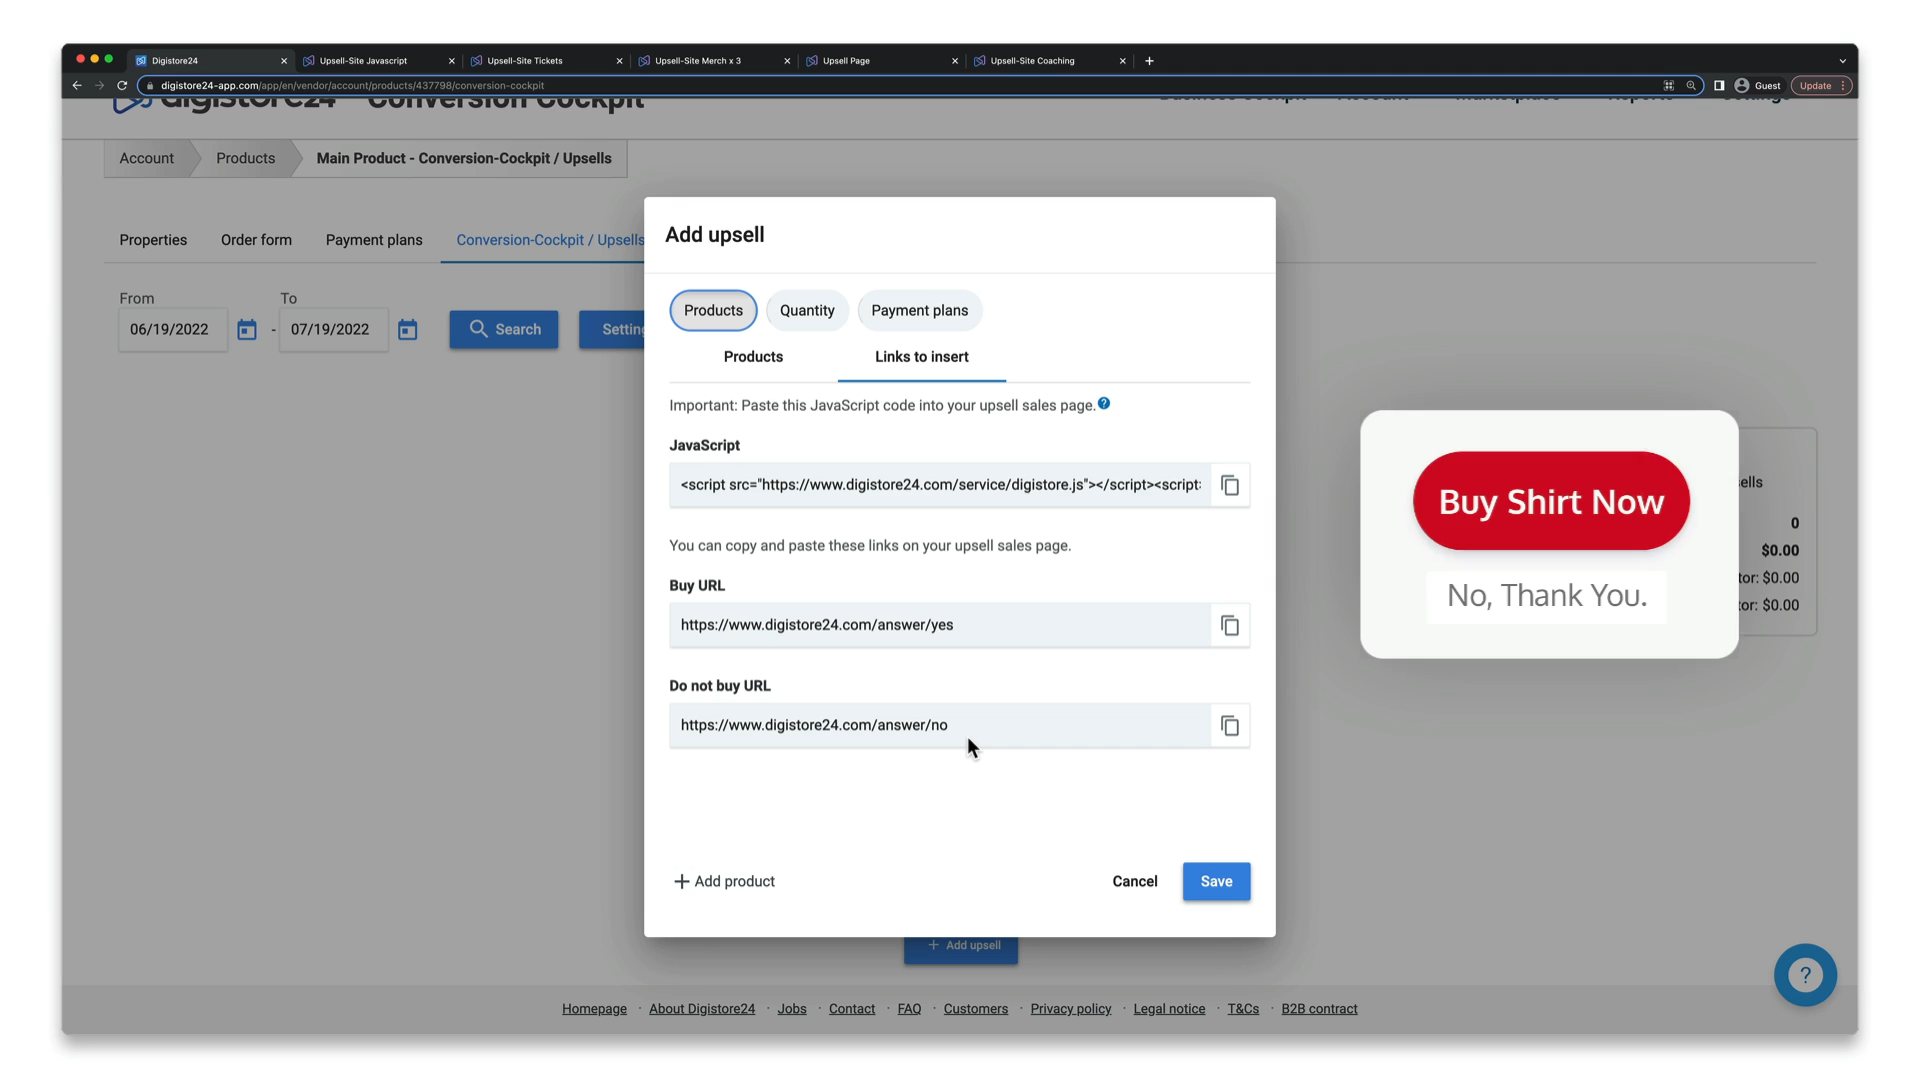 Digistore24
Upsell-Site Javascript
Upsell-Site Tickets
Upsell-Site Merch x 3
Upsell Page
Upsell-Site Coaching
digistore24-app.com/app/en/vendor/account/products/437798/conversion-cockpit
Guest
Update
digistore24 Conversion Cockpit
Account
Products
Main Product - Conversion-Cockpit / Upsells
Properties
Order form
Payment plans
Conversion-Cockpit / Upsells
From
To
06/19/2022
-
07/19/2022
Search
Setting
Add upsell
Products
Quantity
Payment plans
Products
Links to insert
Important: Paste this JavaScript code into your upsell sales page.
JavaScript
<script src="https://www.digistore24.com/service/digistore.js"></script><script>
You can copy and paste these links on your upsell sales page.
Buy URL
https://www.digistore24.com/answer/yes
Do not buy URL
https://www.digistore24.com/answer/no
+ Add product
Cancel
Save
Buy Shirt Now
No, Thank You.
ells
0
$0.00
tor: $0.00
tor: $0.00
+ Add upsell
?
Homepage · About Digistore24 · Jobs · Contact · FAQ · Customers · Privacy policy · Legal notice · T&Cs · B2B contract